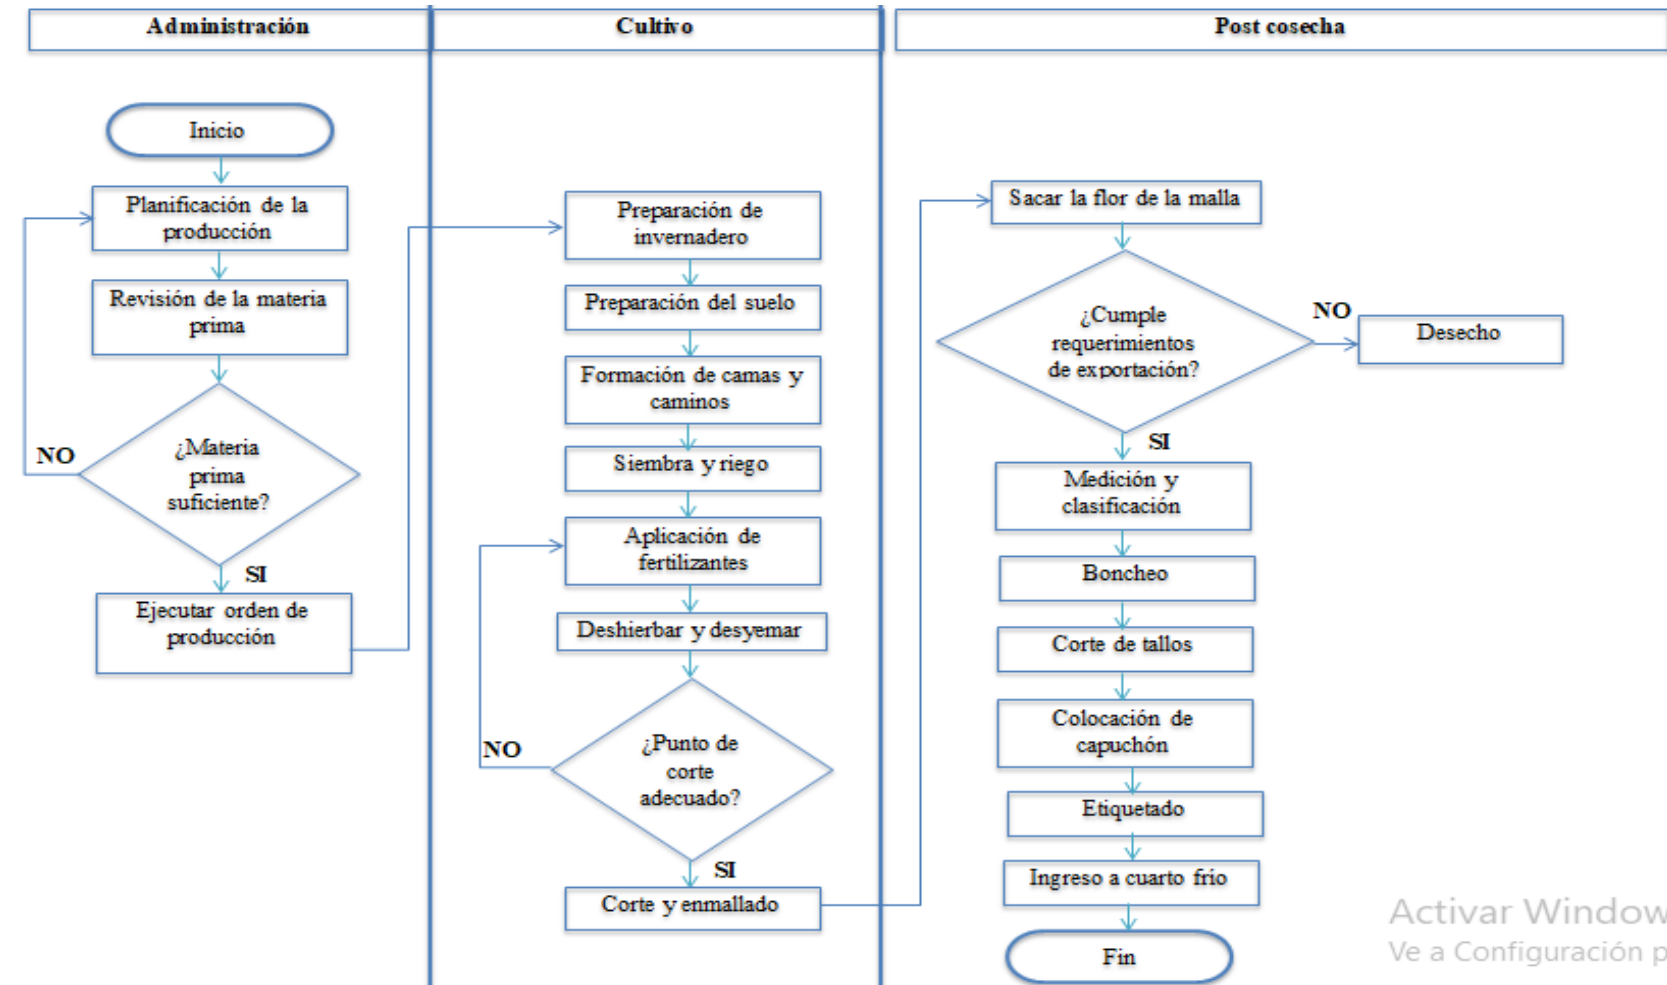 Administración
Cultivo
Post cosecha
Inicio
Planificación de la
producción
Revisión de la materia
prima
¿Materia
prima
suficiente?
NO
SI
Ejecutar orden de
producción
Preparación de
invernadero
Preparación del suelo
Formación de camas y
caminos
Siembra y riego
Aplicación de
fertilizantes
Deshierbar y desyemar
¿Punto de
corte
adecuado?
NO
SI
Corte y enmallado
Sacar la flor de la malla
¿Cumple
requerimientos
de exportación?
NO
Desecho
SI
Medición y
clasificación
Boncheo
Corte de tallos
Colocación de
capuchón
Etiquetado
Ingreso a cuarto frío
Fin
Activar Window
Ve a Configuración p